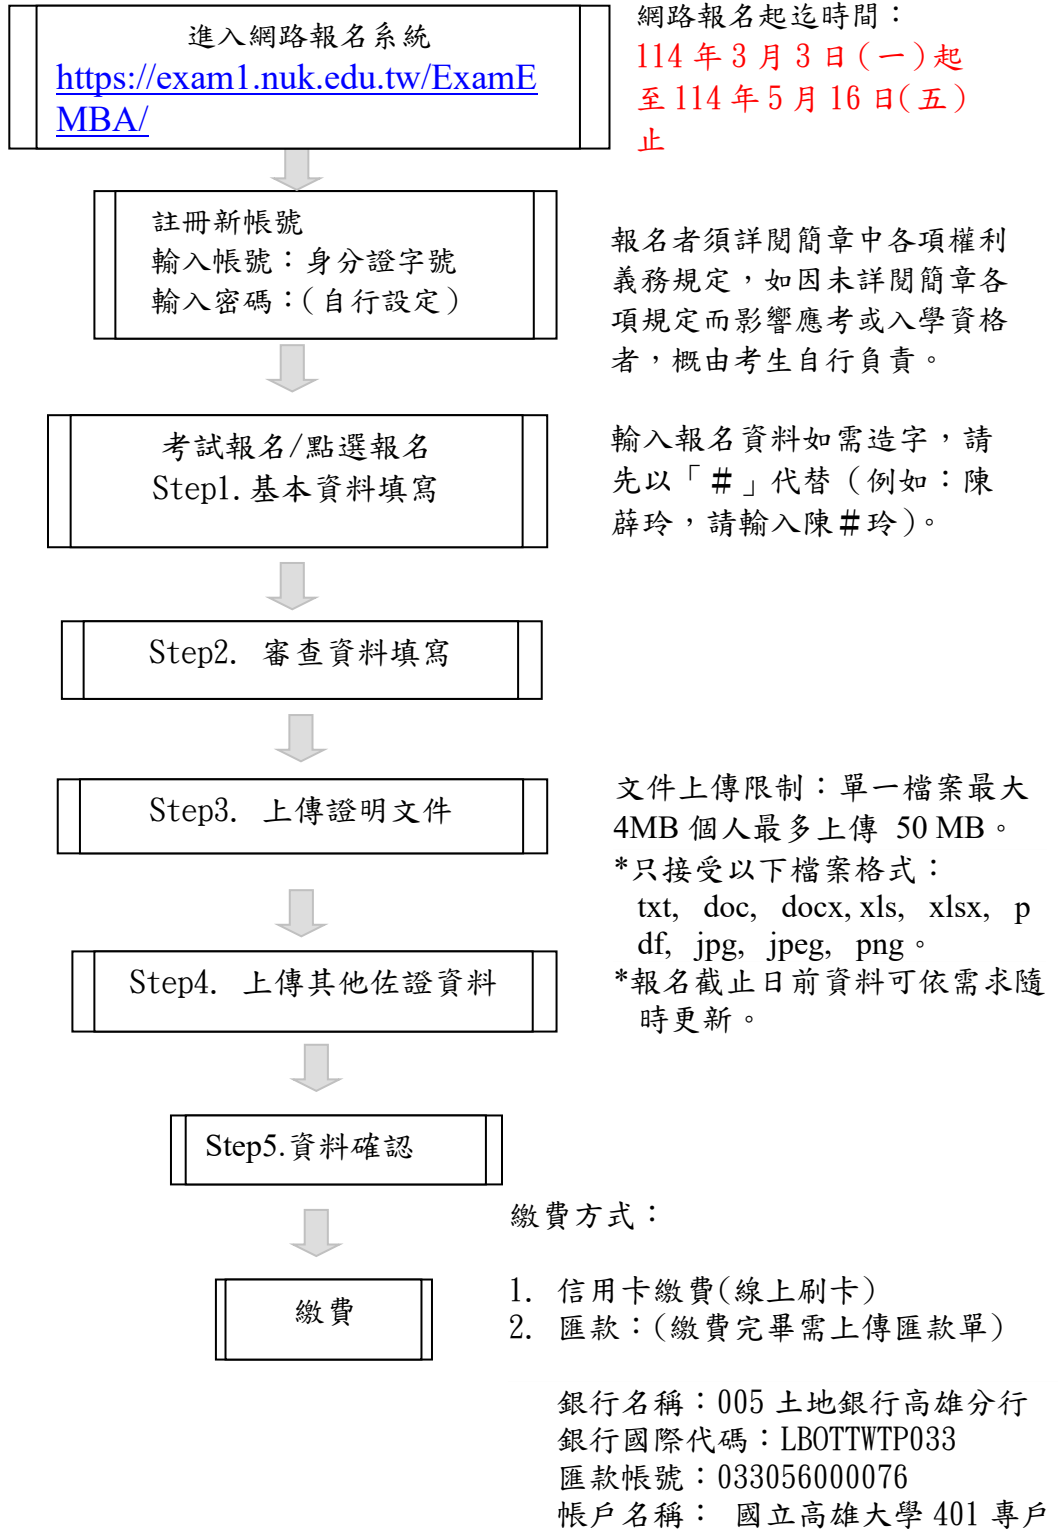 進入網路報名系統
https://exam1.nuk.edu.tw/ExamE
MBA/
網路報名起迄時間：
114 年 3 月 3 日(一)起
至 114 年 5 月 16 日(五)
止
註冊新帳號
輸入帳號：身分證字號
輸入密碼：(自行設定)
報名者須詳閱簡章中各項權利
義務規定，如因未詳閱簡章各
項規定而影響應考或入學資格
者，概由考生自行負責。
考試報名/點選報名
Step1.基本資料填寫
輸入報名資料如需造字，請
先以「＃」代替（例如：陳
薜玲，請輸入陳＃玲）。
Step2. 審查資料填寫
Step3. 上傳證明文件
文件上傳限制：單一檔案最大
4MB 個人最多上傳 50 MB。
*只接受以下檔案格式：
txt, doc, docx, xls, xlsx, p
df, jpg, jpeg, png。
*報名截止日前資料可依需求隨
時更新。
Step4. 上傳其他佐證資料
Step5.資料確認
繳費
繳費方式：
1. 信用卡繳費(線上刷卡)
2. 匯款：(繳費完畢需上傳匯款單)
銀行名稱：005 土地銀行高雄分行
銀行國際代碼：LBOTTWTP033
匯款帳號：033056000076
帳戶名稱： 國立高雄大學 401 專戶